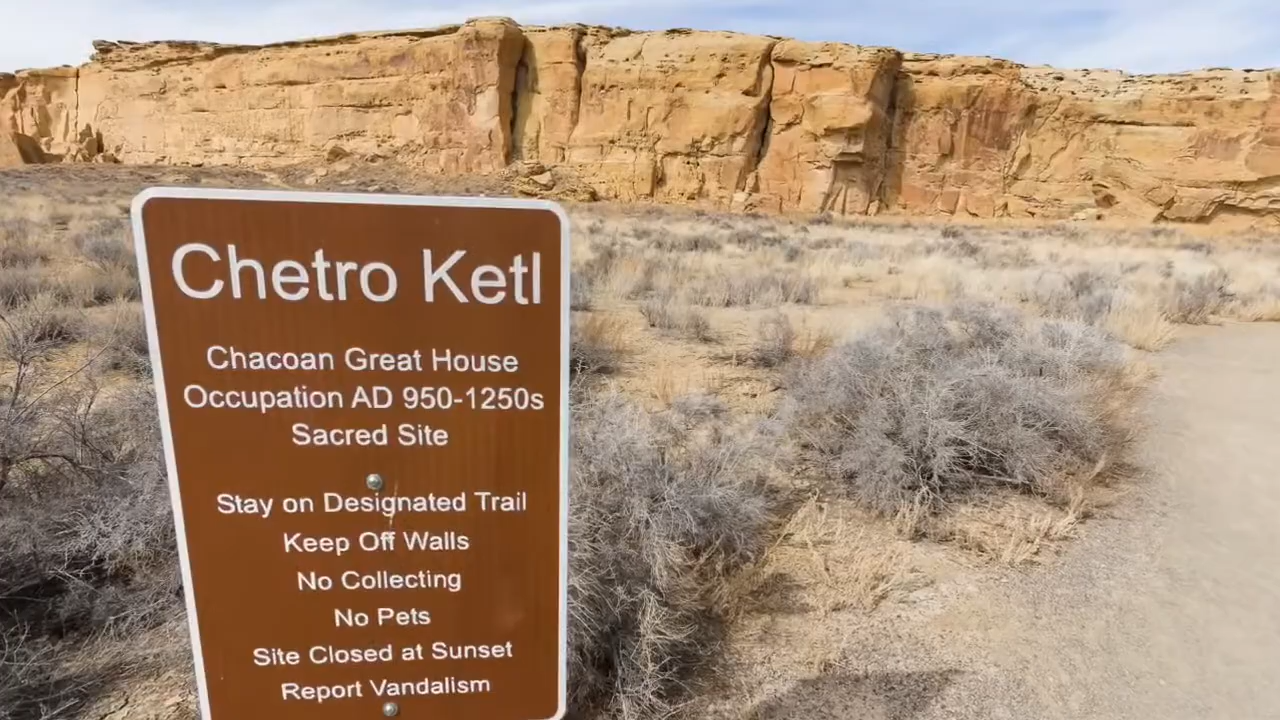 Chetro Ketl
Chacoan Great House
Occupation AD 950-1250s
Sacred Site
Stay on Designated Trail
Keep Off Walls
No Collecting
No Pets
Site Closed at Sunset
Report Vandalism